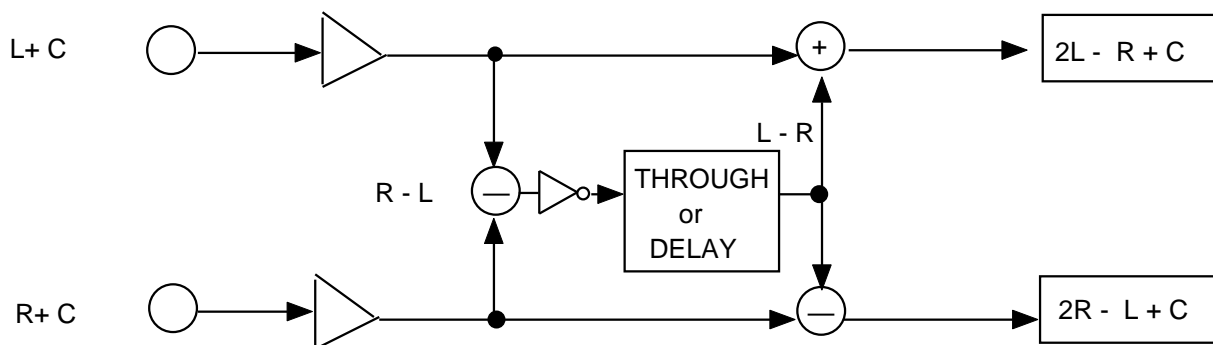 L+ C
+
2L - R + C
L - R
R - L
—
THROUGH
or
DELAY
R+ C
—
2R - L + C